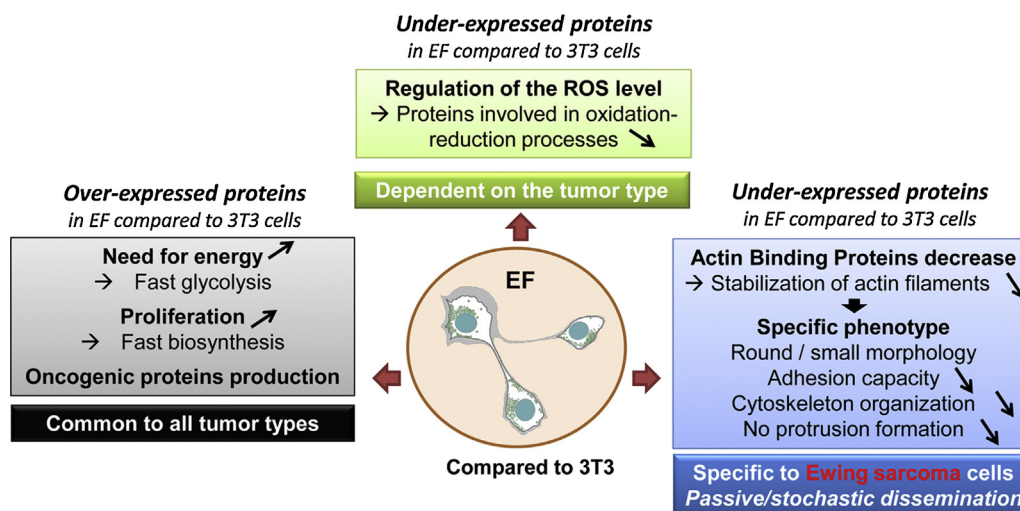 Under-expressed proteins
in EF compared to 3T3 cells
Regulation of the ROS level
→ Proteins involved in oxidation-
reduction processes ↘
Dependent on the tumor type
Over-expressed proteins
in EF compared to 3T3 cells
Need for energy ↗
→ Fast glycolysis
Proliferation ↗
→ Fast biosynthesis
Oncogenic proteins production
Common to all tumor types
EF
Compared to 3T3
Under-expressed proteins
in EF compared to 3T3 cells
Actin Binding Proteins decrease
→ Stabilization of actin filaments ↘
Specific phenotype
Round / small morphology
Adhesion capacity ↘
Cytoskeleton organization ↘
No protrusion formation ↘
Specific to Ewing sarcoma cells
Passive/stochastic dissemination